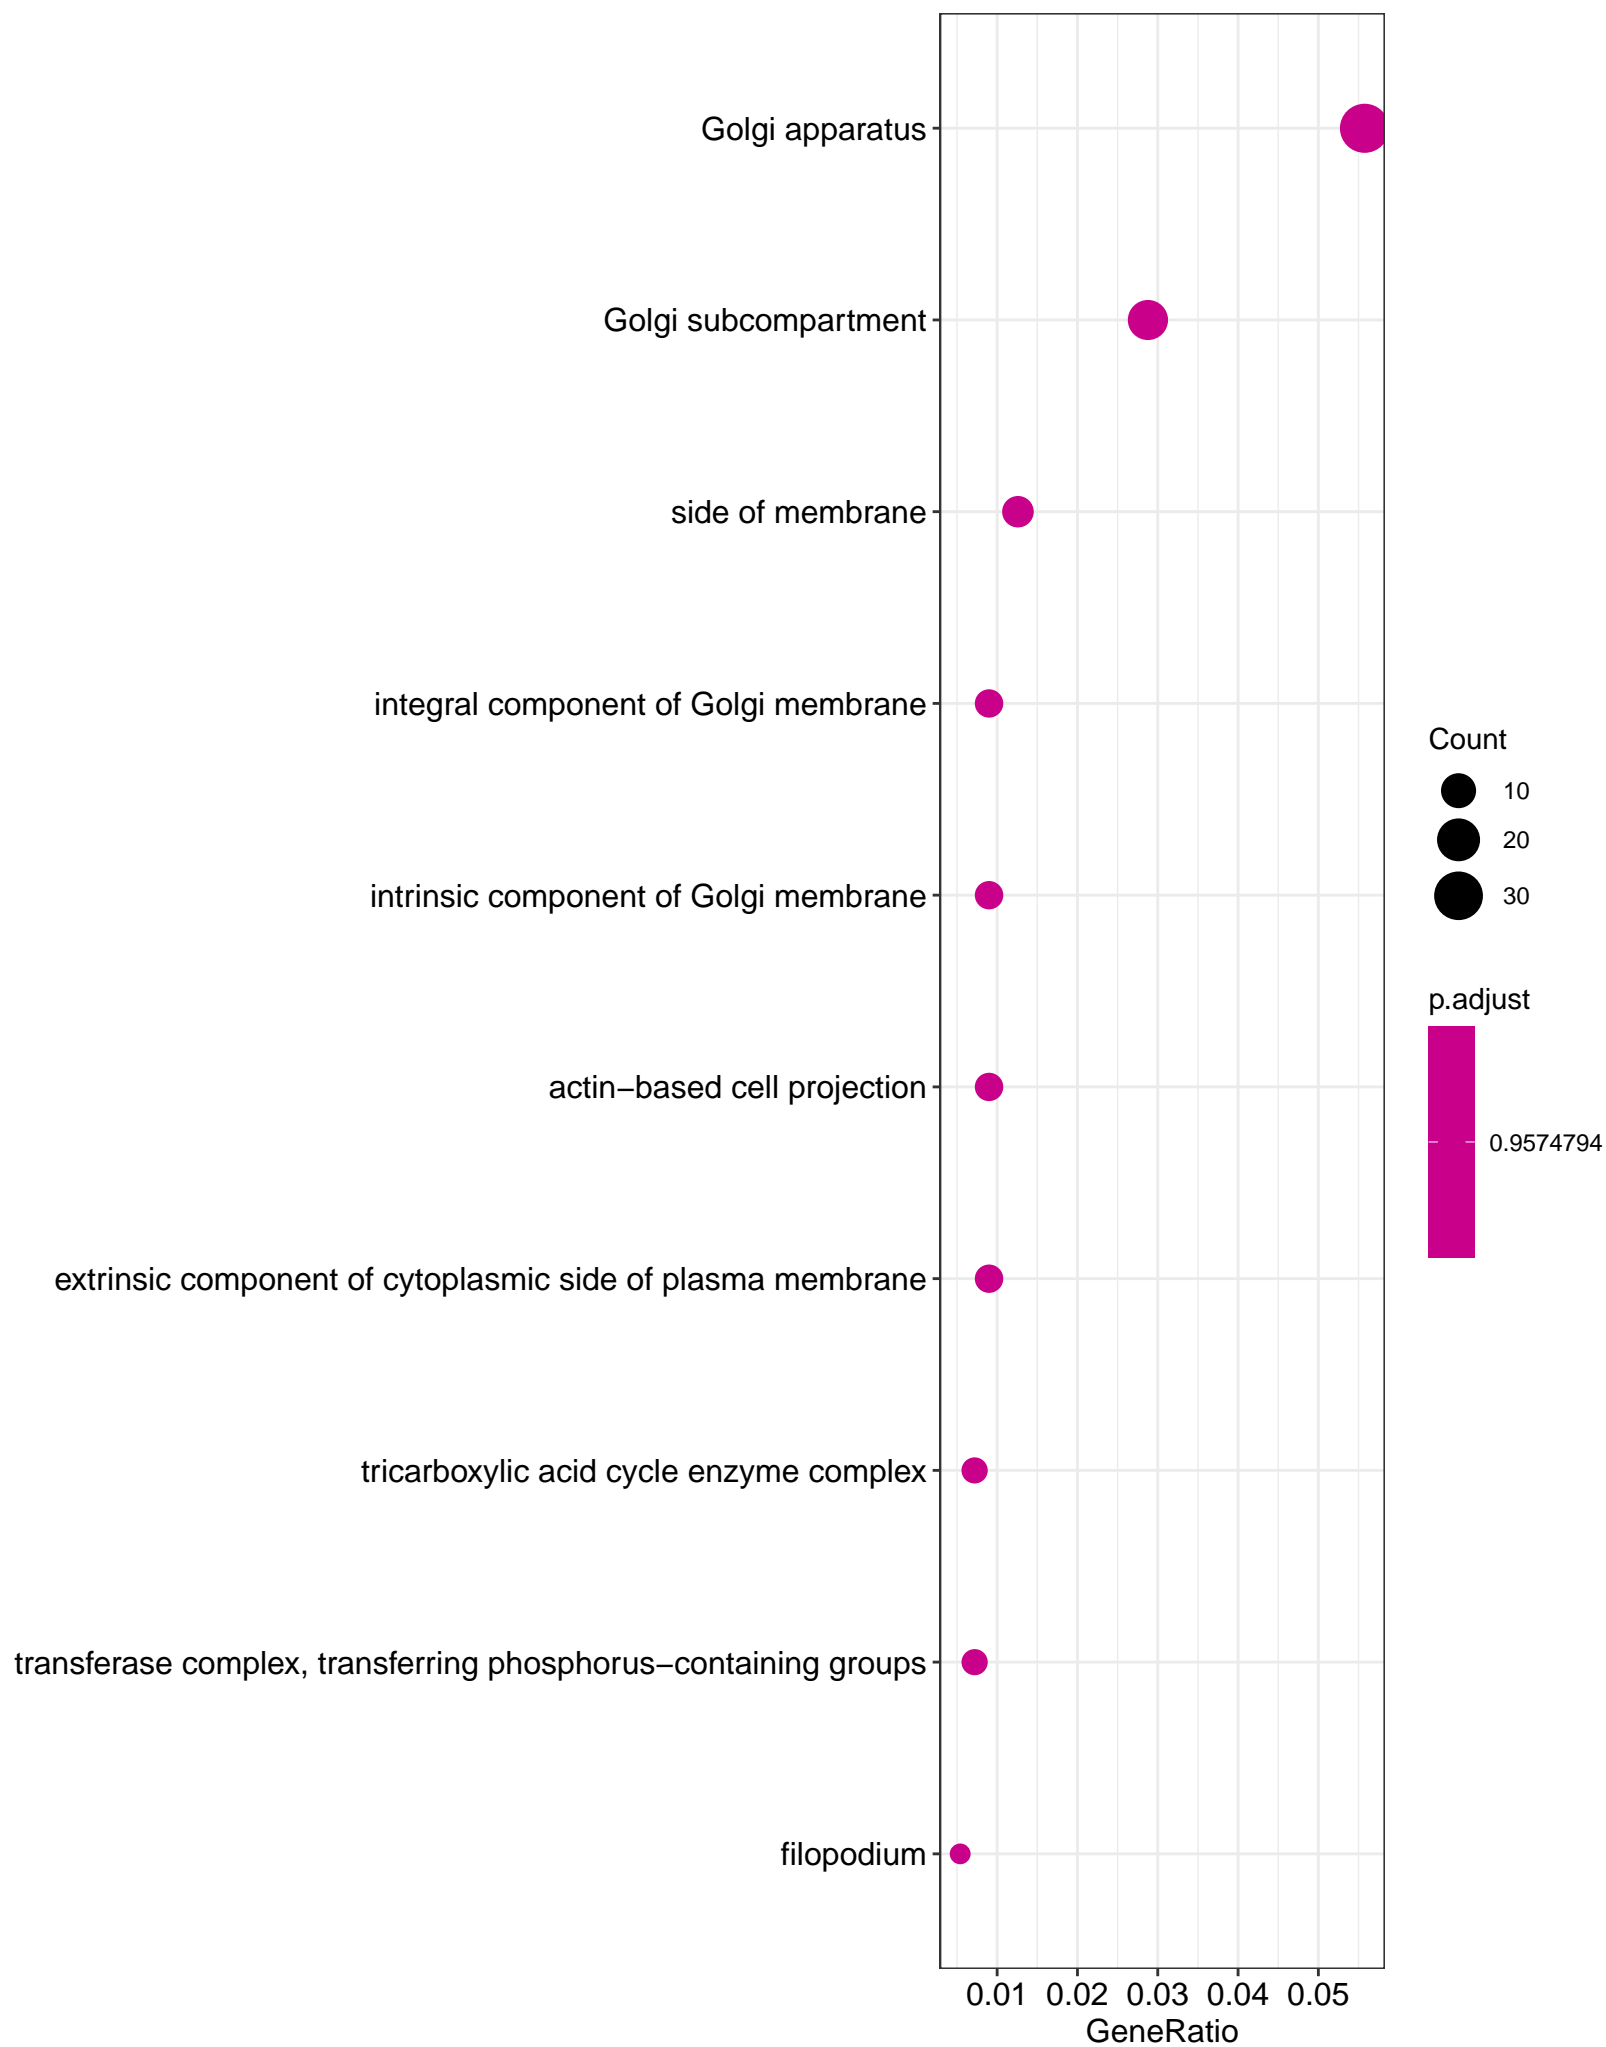 Golgi apparatus
Golgi subcompartment
side of membrane
integral component of Golgi membrane
intrinsic component of Golgi membrane
actin−based cell projection
extrinsic component of cytoplasmic side of plasma membrane
tricarboxylic acid cycle enzyme complex
transferase complex, transferring phosphorus−containing groups
filopodium
0.01 0.02 0.03 0.04 0.05
GeneRatio
Count
10
20
30
p.adjust
0.9574794